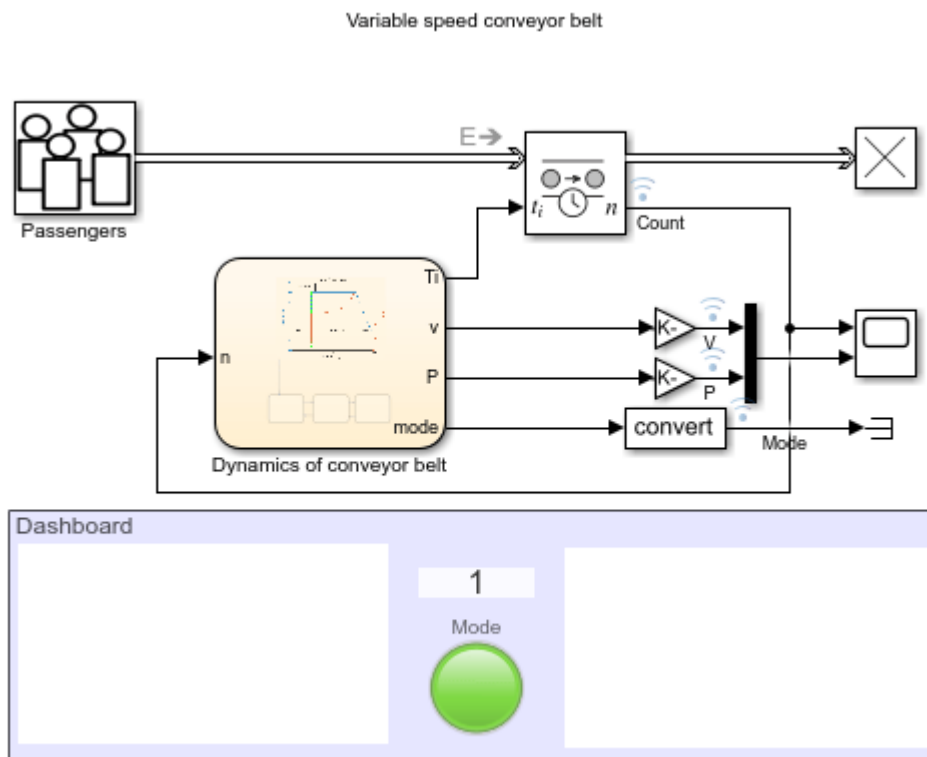 Variable speed conveyor belt
E
Passengers
ti n
Count
Ti
v
n
P
mode
K-
V
K-
P
convert
Mode
Dynamics of conveyor belt
Dashboard
1
Mode